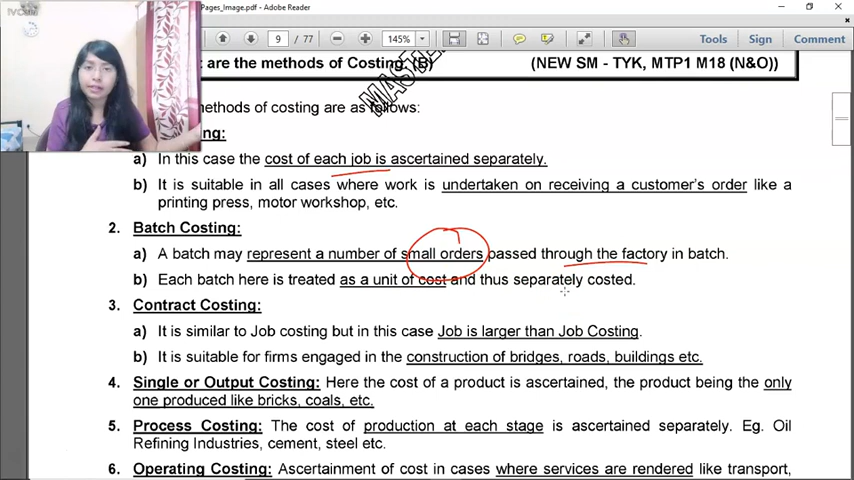 Pages_Image.pdf - Adobe Reader
9 / 77
145%
Tools
Sign
Comment
at are the methods of Costing. (B) (NEW SM - TYK, MTP1 M18 (N&O))
methods of costing are as follows:
a) In this case the cost of each job is ascertained separately.
b) It is suitable in all cases where work is undertaken on receiving a customer's order like a
printing press, motor workshop, etc.
2. Batch Costing:
a) A batch may represent a number of small orders passed through the factory in batch.
b) Each batch here is treated as a unit of cost and thus separately costed.
3. Contract Costing:
a) It is similar to Job costing but in this case Job is larger than Job Costing.
b) It is suitable for firms engaged in the construction of bridges, roads, buildings etc.
4. Single or Output Costing: Here the cost of a product is ascertained, the product being the only
one produced like bricks, coals, etc.
5. Process Costing: The cost of production at each stage is ascertained separately. Eg. Oil
Refining Industries, cement, steel etc.
6. Operating Costing: Ascertainment of cost in cases where services are rendered like transport,